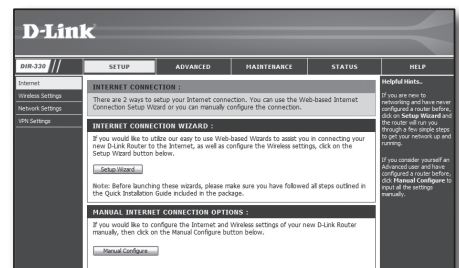 D-Link
DIR-330
SETUP
ADVANCED
MAINTENANCE
STATUS
HELP
Internet
Wireless Settings
Network Settings
VPN Settings
INTERNET CONNECTION :
There are 2 ways to setup your Internet connection. You can use the Web-based Internet
Connection Setup Wizard or you can manually configure the connection.
INTERNET CONNECTION WIZARD :
If you would like to utilize our easy to use Web-based Wizards to assist you in connecting your
new D-Link Router to the Internet, as well as configure the Wireless settings, click on the
Setup Wizard button below.
Setup Wizard
Note: Before launching these wizards, please make sure you have followed all steps outlined in
the Quick Installation Guide included in the package.
MANUAL INTERNET CONNECTION OPTIONS :
If you would like to configure the Internet and Wireless settings of your new D-Link Router
manually, then click on the Manual Configure button below.
Manual Configure
Helpful Hints..
If you are new to
networking and have never
configured a router before,
click on Setup Wizard and
the router will run you
through a few simple steps
to get your network up and
running.
If you consider yourself an
Advanced user and have
configured a router before,
click Manual Configure to
input all the settings
manually.